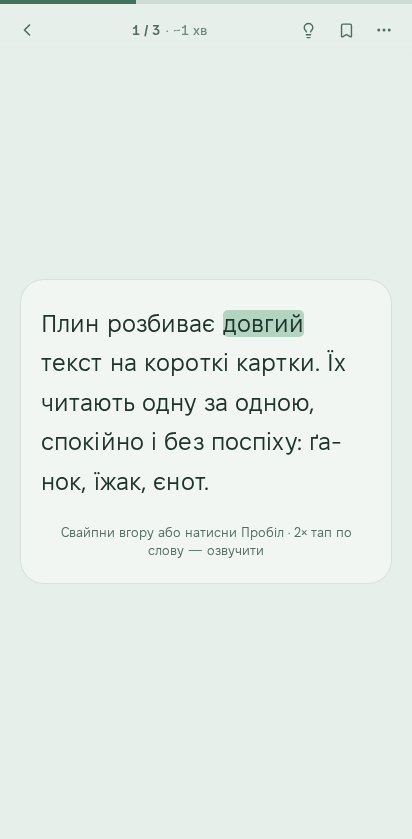 1 / 3 · ~1 хв
Плин розбиває довгий
текст на короткі картки. Їх
читають одну за одною,
спокійно і без поспіху: ґа-
нок, їжак, єнот.
Свайпни вгору або натисни Пробіл · 2× тап по
слову — озвучити